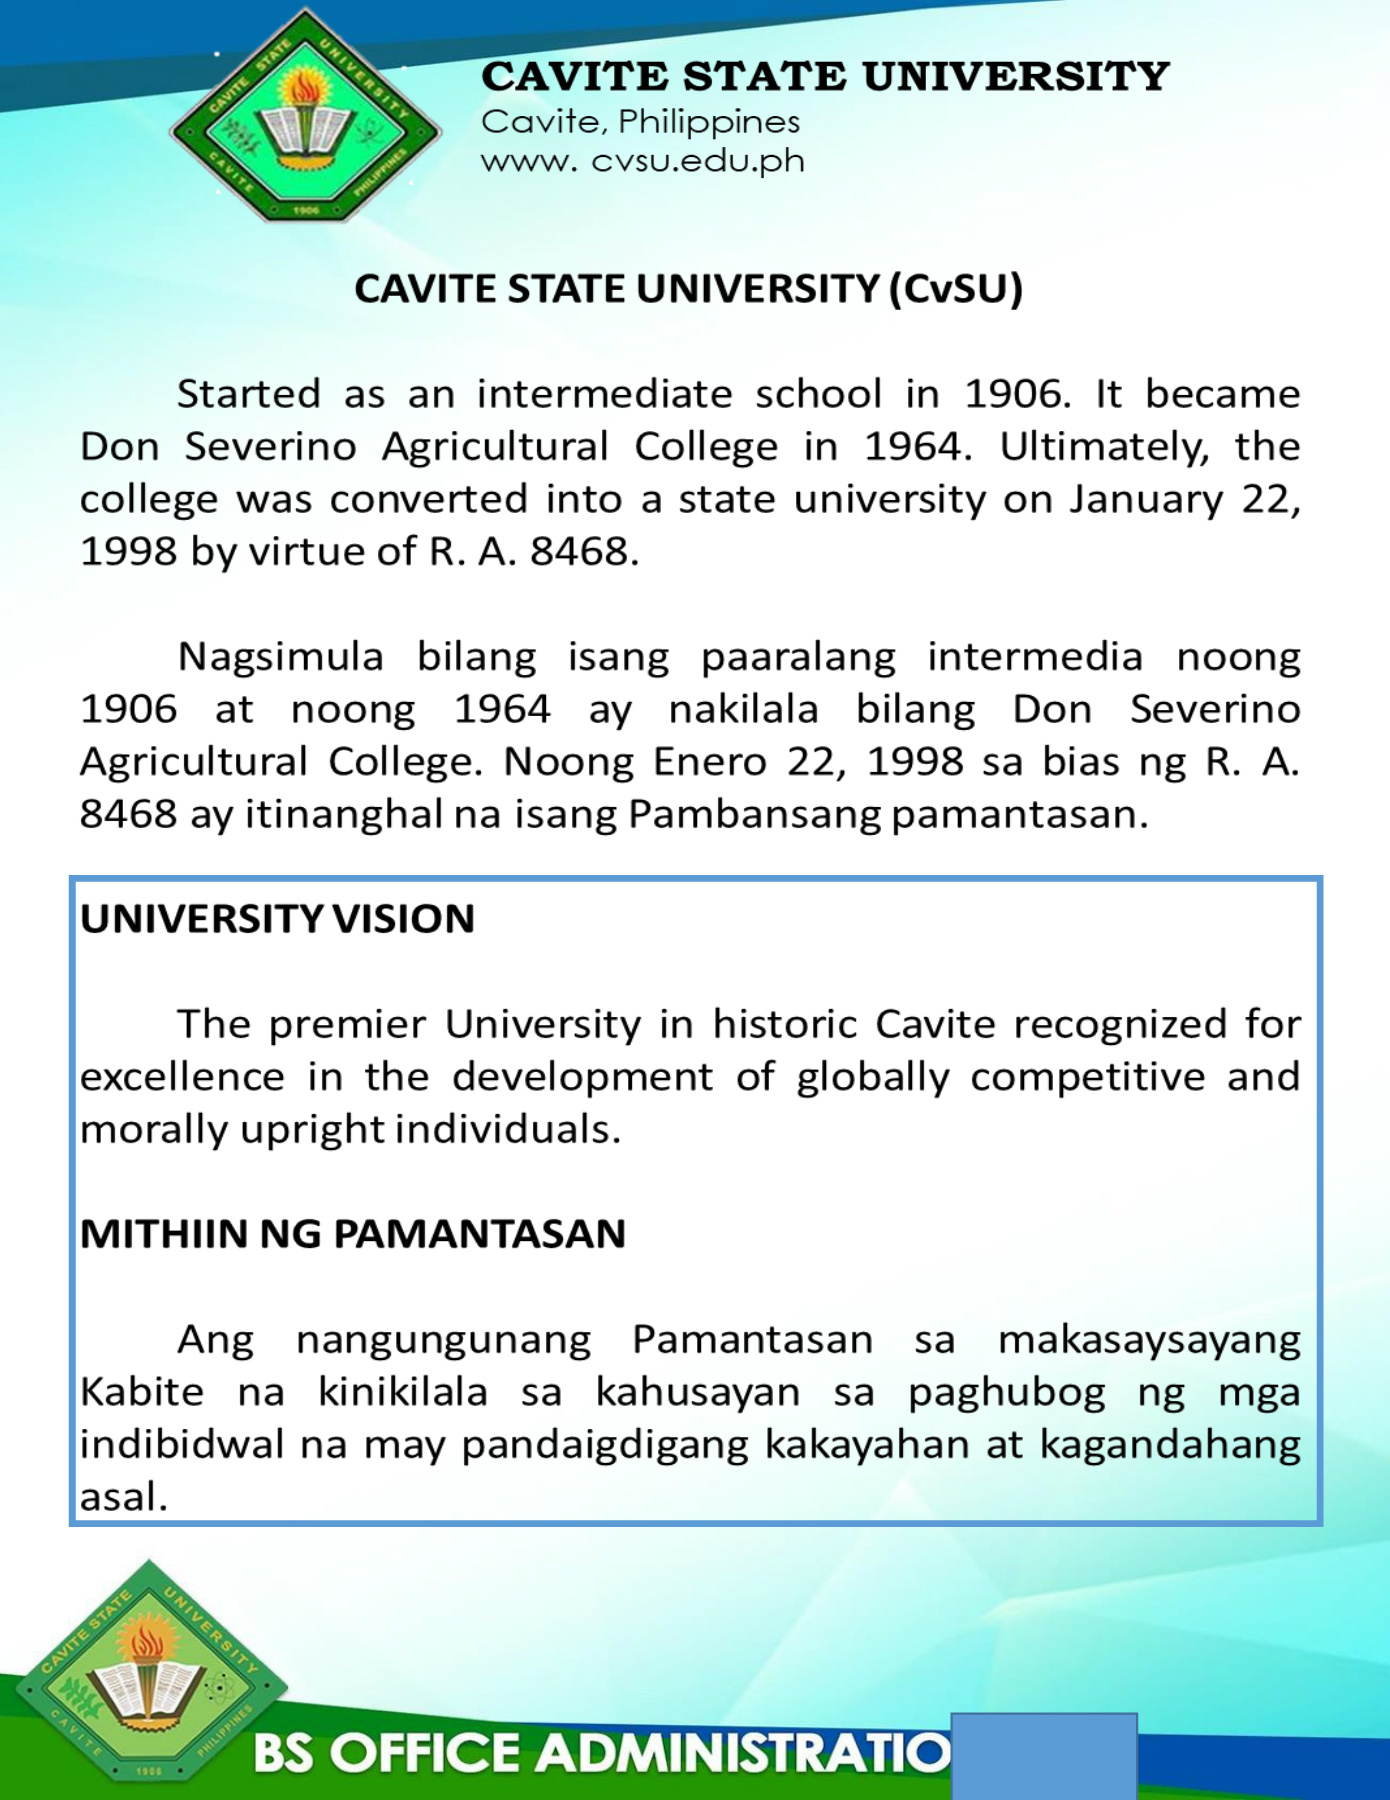 CAVITE STATE UNIVERSITY
Cavite, Philippines
www. cvsu.edu.ph
CAVITE STATE UNIVERSITY
CAVITE PHILIPPINES
1906
CAVITE STATE UNIVERSITY (CvSU)
Started as an intermediate school in 1906. It became
Don Severino Agricultural College in 1964. Ultimately, the
college was converted into a state university on January 22,
1998 by virtue of R. A. 8468.
Nagsimula bilang isang paaralang intermedia noong
1906 at noong 1964 ay nakilala bilang Don Severino
Agricultural College. Noong Enero 22, 1998 sa bias ng R. A.
8468 ay itinanghal na isang Pambansang pamantasan.
UNIVERSITY VISION
The premier University in historic Cavite recognized for
excellence in the development of globally competitive and
morally upright individuals.
MITHIIN NG PAMANTASAN
Ang nangungunang Pamantasan sa makasaysayang
Kabite na kinikilala sa kahusayan sa paghubog ng mga
indibidwal na may pandaigdigang kakayahan at kagandahang
asal.
CAVITE STATE UNIVERSITY
CAVITE PHILIPPINES
1906
BS OFFICE ADMINISTRATIO